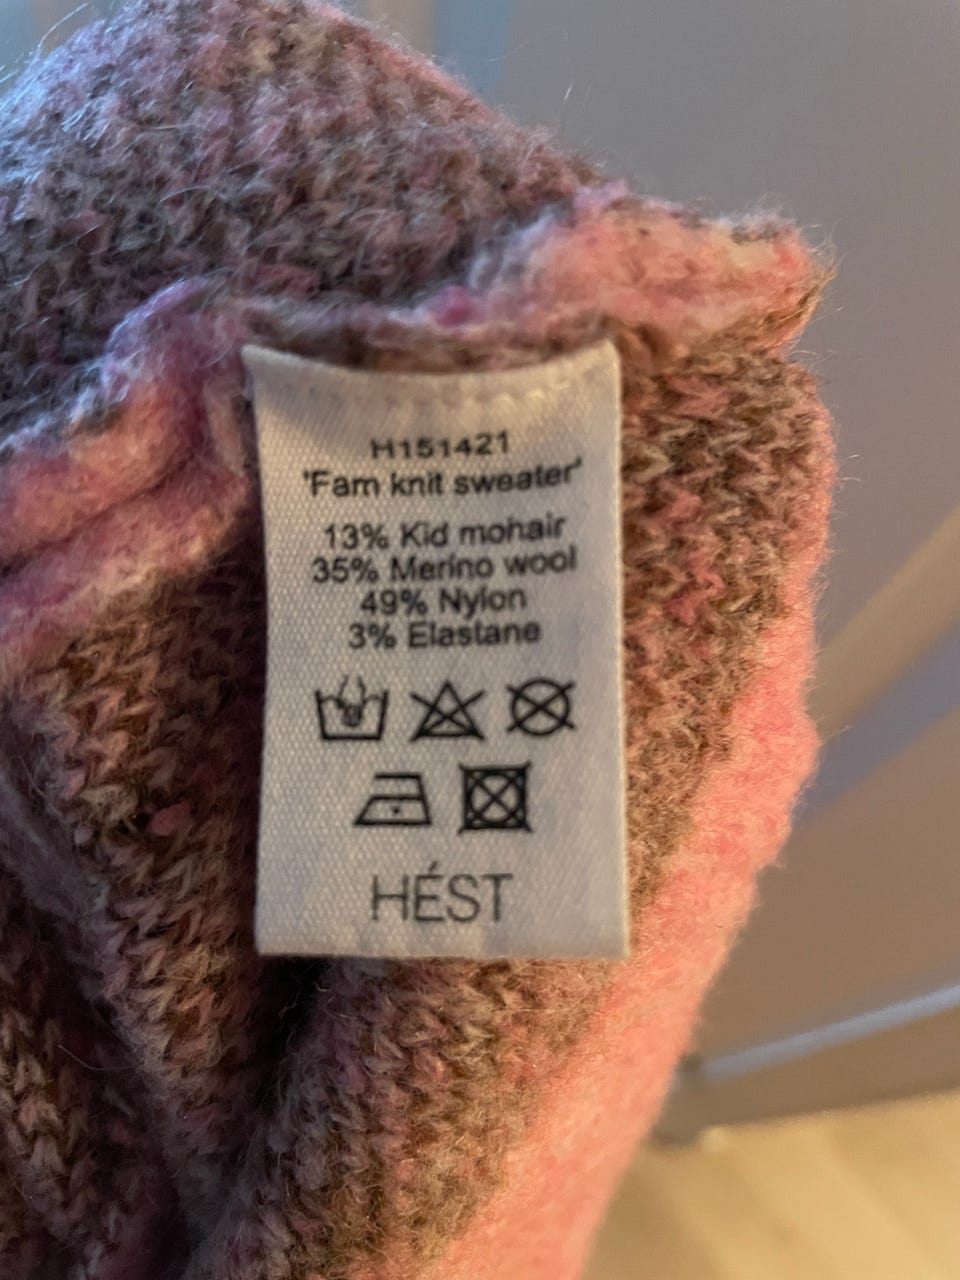 H151421
'Fam knit sweater'
13% Kid mohair
35% Merino wool
49% Nylon
3% Elastane
HÉST